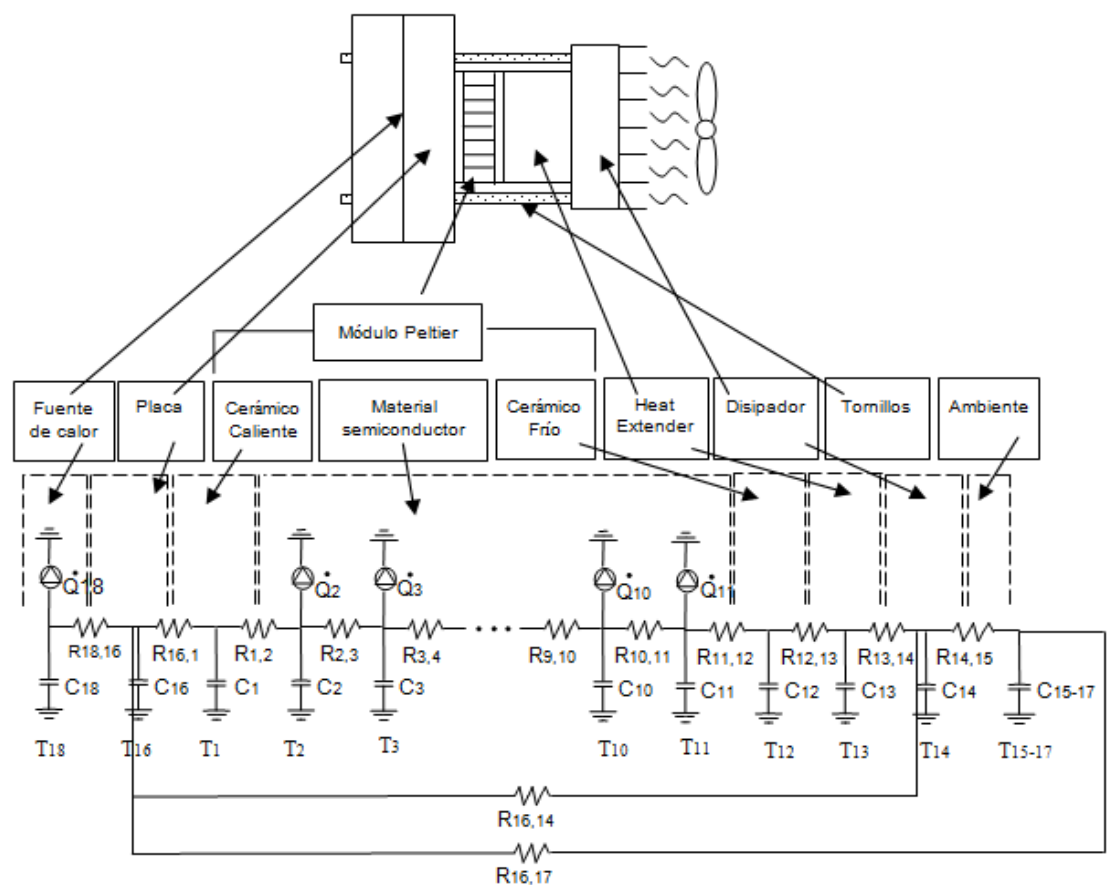 Módulo Peltier
Fuente
de calor
Placa
Cerámico
Caliente
Material
semiconductor
Cerámico
Frío
Heat
Extender
Disipador
Tornillos
Ambiente
Q̇18
Q̇2
Q̇3
Q̇10
Q̇11
R18,16
R16,1
R1,2
R2,3
R3,4
R9,10
R10,11
R11,12
R12,13
R13,14
R14,15
C18
C16
C1
C2
C3
C10
C11
C12
C13
C14
C15-17
T18
T16
T1
T2
T3
T10
T11
T12
T13
T14
T15-17
R16,14
R16,17